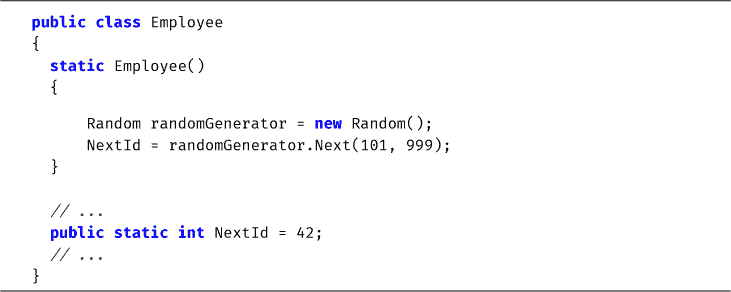 public class Employee
{
  static Employee()
  {
      Random randomGenerator = new Random();
      NextId = randomGenerator.Next(101, 999);
  }
  // ...
  public static int NextId = 42;
  // ...
}